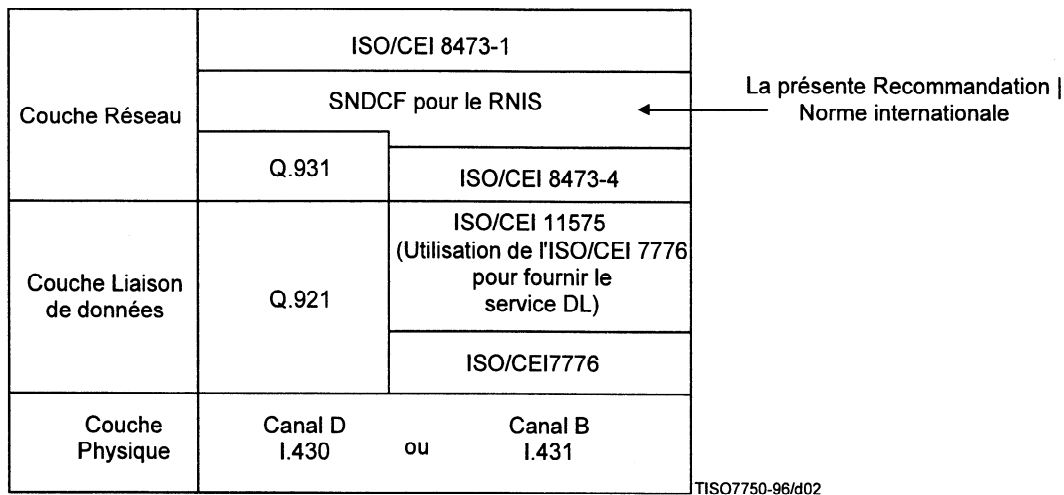 ISO/CEI 8473-1
Couche Réseau
SNDCF pour le RNIS
La présente Recommandation |
Norme internationale
Q.931
ISO/CEI 8473-4
Couche Liaison
de données
Q.921
ISO/CEI 11575
(Utilisation de l'ISO/CEI 7776
pour fournir le
service DL)
ISO/CEI7776
Couche
Physique
Canal D
I.430
ou
Canal B
I.431
TISO7750-96/d02